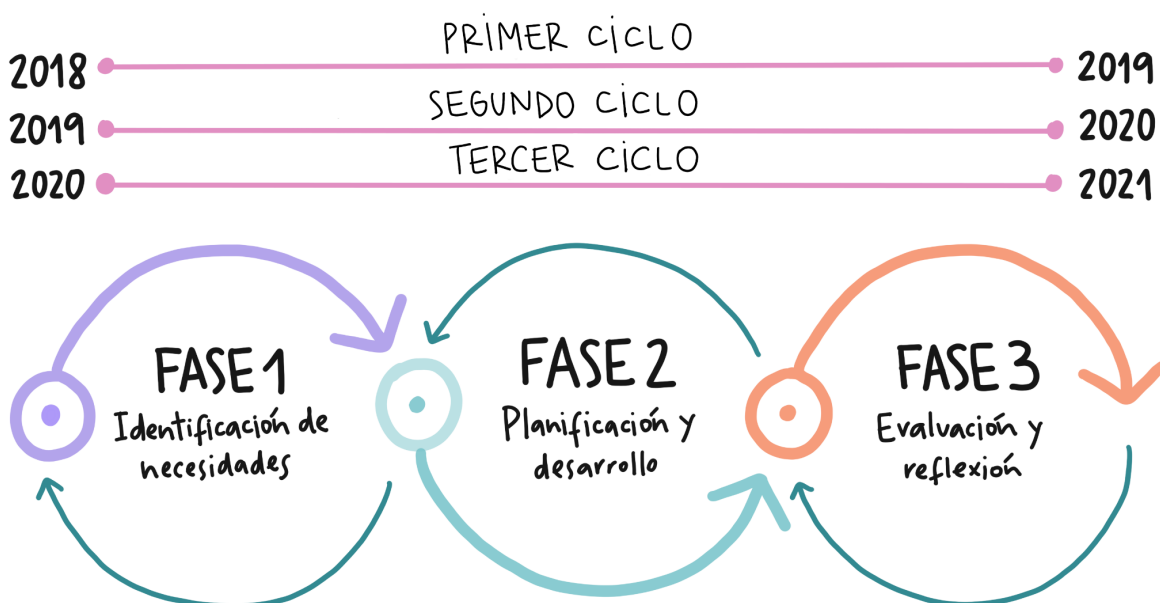 PRIMER CICLO
2018 2019
SEGUNDO CICLO
2019 2020
TERCER CICLO
2020 2021
FASE 1
Identificación de
necesidades
FASE 2
Planificación y
desarrollo
FASE 3
Evaluación y
reflexión